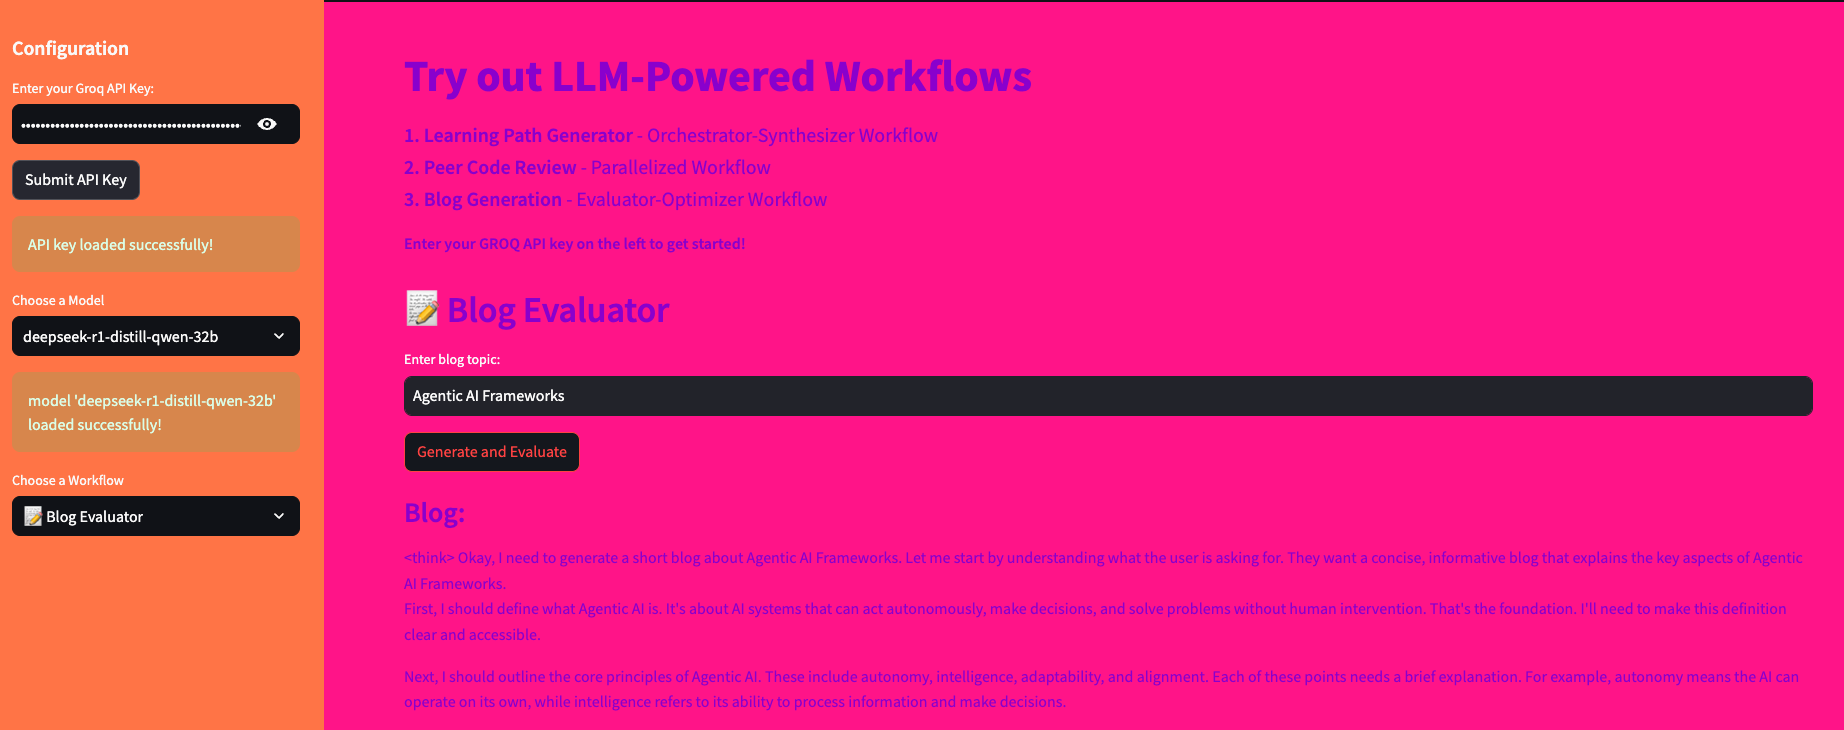 Configuration
Enter your Groq API Key:
Submit API Key
API key loaded successfully!
Choose a Model
deepseek-r1-distill-qwen-32b
model 'deepseek-r1-distill-qwen-32b'
loaded successfully!
Choose a Workflow
Blog Evaluator
Try out LLM-Powered Workflows
1. Learning Path Generator - Orchestrator-Synthesizer Workflow
2. Peer Code Review - Parallelized Workflow
3. Blog Generation - Evaluator-Optimizer Workflow
Enter your GROQ API key on the left to get started!
Blog Evaluator
Enter blog topic:
Agentic AI Frameworks
Generate and Evaluate
Blog:
<think> Okay, I need to generate a short blog about Agentic AI Frameworks. Let me start by understanding what the user is asking for. They want a concise, informative blog that explains the key aspects of Agentic
AI Frameworks.
First, I should define what Agentic AI is. It's about AI systems that can act autonomously, make decisions, and solve problems without human intervention. That's the foundation. I'll need to make this definition
clear and accessible.
Next, I should outline the core principles of Agentic AI. These include autonomy, intelligence, adaptability, and alignment. Each of these points needs a brief explanation. For example, autonomy means the AI can
operate on its own, while intelligence refers to its ability to process information and make decisions.